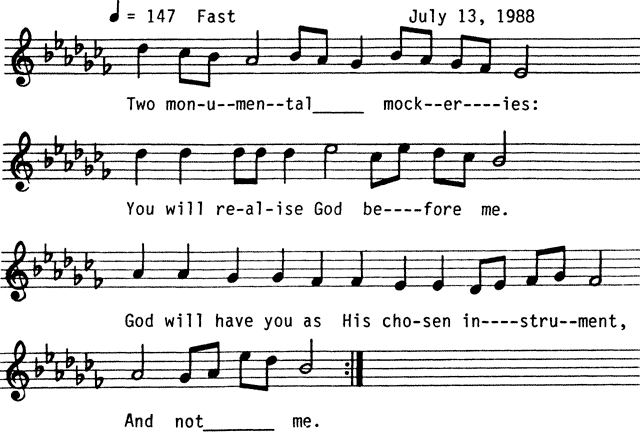 = 147 Fast July 13, 1988
Two mon-u--men--tal_____ mock--er----ies:
You will re-al-ise God be----fore me.
God will have you as His cho-sen in----stru--ment,
And not_______ me.